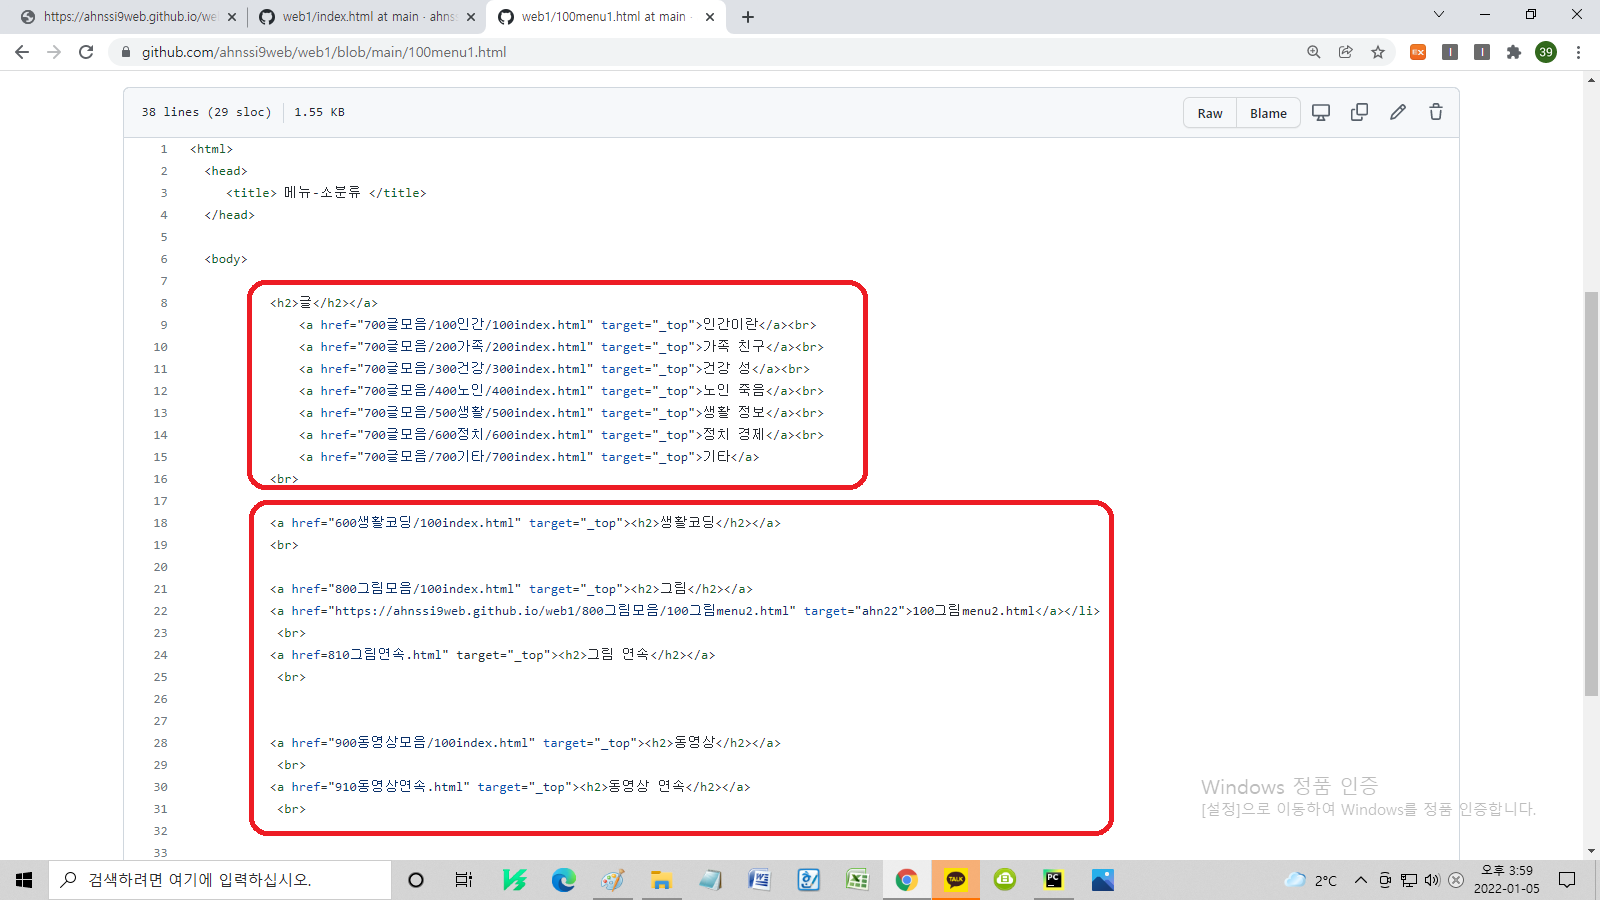 https://ahnssi9web.github.io/we
web1/index.html at main · ahnss
web1/100menu1.html at main ·
github.com/ahnssi9web/web1/blob/main/100menu1.html
39
38 lines (29 sloc) 1.55 KB
Raw Blame
1 <html>
2 <head>
3 <title> 메뉴-소분류 </title>
4 </head>
5
6 <body>
7
8 <h2>글</h2></a>
9 <a href="700글모음/100인간/100index.html" target="_top">인간이란</a><br>
10 <a href="700글모음/200가족/200index.html" target="_top">가족 친구</a><br>
11 <a href="700글모음/300건강/300index.html" target="_top">건강 성</a><br>
12 <a href="700글모음/400노인/400index.html" target="_top">노인 죽음</a><br>
13 <a href="700글모음/500생활/500index.html" target="_top">생활 정보</a><br>
14 <a href="700글모음/600정치/600index.html" target="_top">정치 경제</a><br>
15 <a href="700글모음/700기타/700index.html" target="_top">기타</a>
16 <br>
17
18 <a href="600생활코딩/100index.html" target="_top"><h2>생활코딩</h2></a>
19 <br>
20
21 <a href="800그림모음/100index.html" target="_top"><h2>그림</h2></a>
22 <a href="https://ahnssi9web.github.io/web1/800그림모음/100그림menu2.html" target="ahn22">100그림menu2.html</a></li>
23 <br>
24 <a href=810그림연속.html" target="_top"><h2>그림 연속</h2></a>
25 <br>
26
27
28 <a href="900동영상모음/100index.html" target="_top"><h2>동영상</h2></a>
29 <br>
30 <a href="910동영상연속.html" target="_top"><h2>동영상 연속</h2></a>
31 <br>
32
33
Windows 정품 인증
[설정]으로 이동하여 Windows를 정품 인증합니다.
검색하려면 여기에 입력하십시오.
TALK
PC
2°C
오후 3:59
2022-01-05